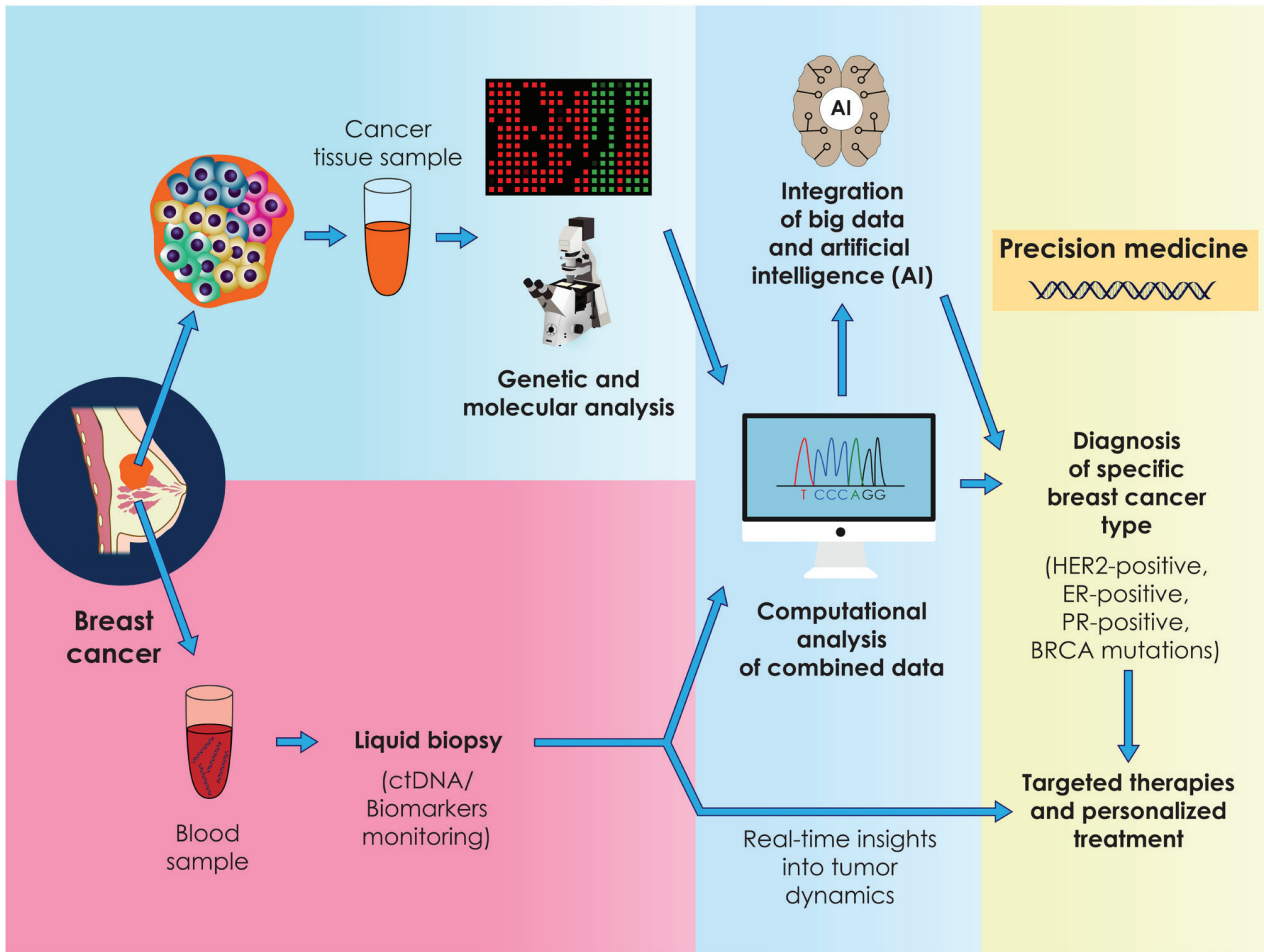 Cancer
tissue sample
Genetic and
molecular analysis
AI
Integration
of big data
and artificial
intelligence (AI)
Precision medicine
Breast
cancer
Blood
sample
Liquid biopsy
(ctDNA/
Biomarkers
monitoring)
T CCCAGG
Computational
analysis
of combined data
Real-time insights
into tumor
dynamics
Diagnosis
of specific
breast cancer
type
(HER2-positive,
ER-positive,
PR-positive,
BRCA mutations)
Targeted therapies
and personalized
treatment